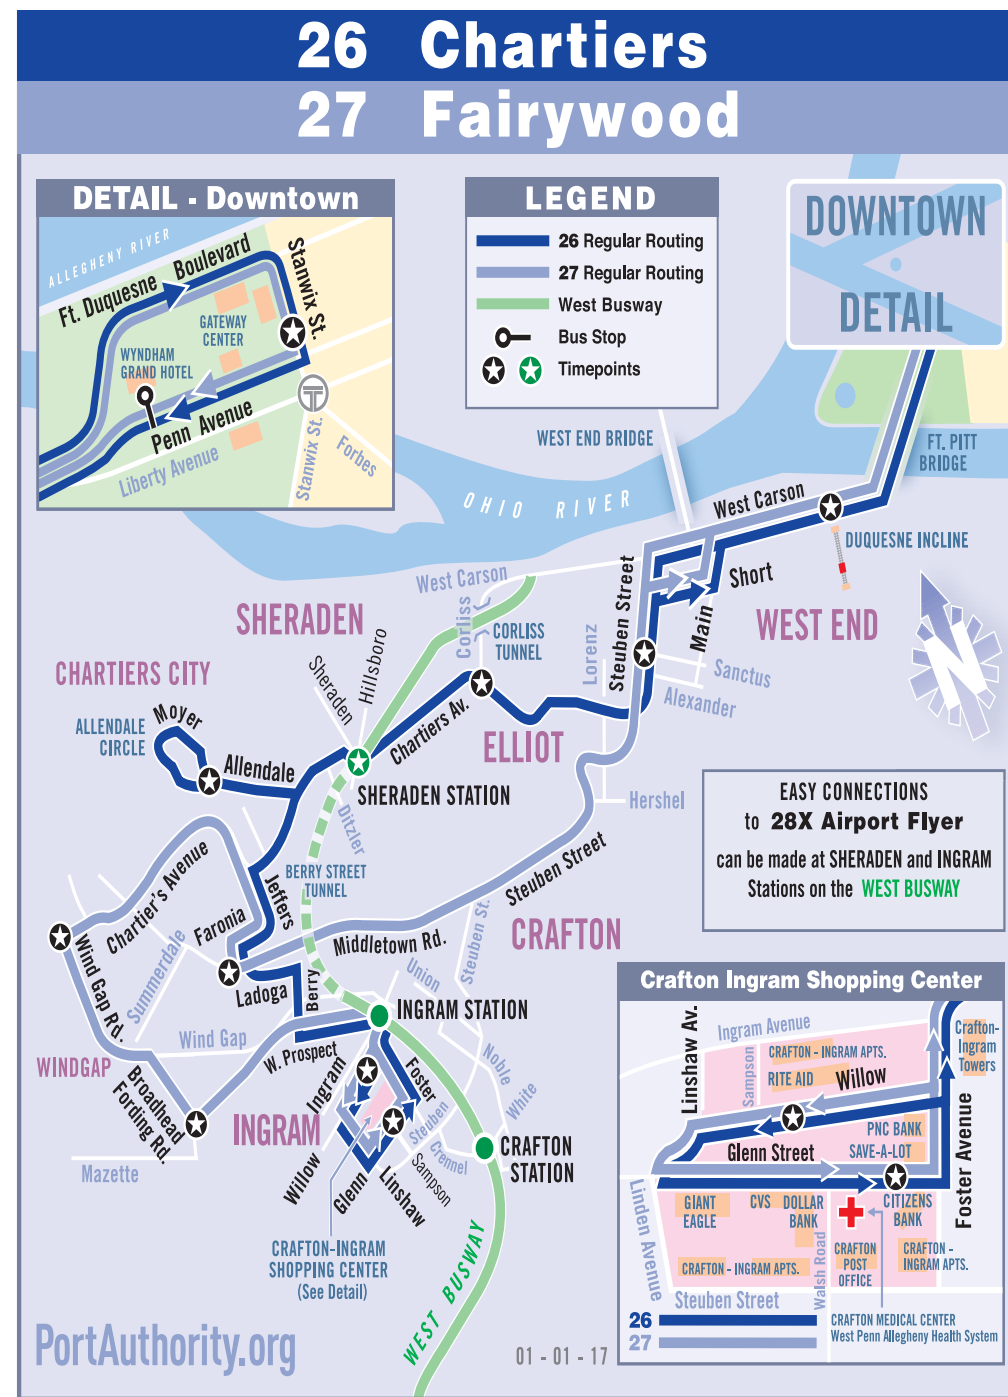 26 Chartiers
27 Fairywood
DETAIL - Downtown
ALLEGHENY RIVER
Ft. Duquesne Boulevard
Stanwix St.
GATEWAY
CENTER
WYNDHAM
GRAND HOTEL
Penn Avenue
Liberty Avenue
Stanwix St.
Forbes
T
LEGEND
26 Regular Routing
27 Regular Routing
West Busway
Bus Stop
Timepoints
DOWNTOWN
DETAIL
WEST END BRIDGE
FT. PITT
BRIDGE
OHIO RIVER
West Carson
DUQUESNE INCLINE
West Carson
Steuben Street
Short
Main
WEST END
SHERADEN
Corliss
CORLISS
TUNNEL
Lorenz
Sanctus
Alexander
N
CHARTIERS CITY
Sheraden
Hillsboro
ALLENDALE
CIRCLE
Moyer
Allendale
Chartiers Av.
ELLIOT
SHERADEN STATION
Hershel
Ditzler
EASY CONNECTIONS
to 28X Airport Flyer
can be made at SHERADEN and INGRAM
Stations on the WEST BUSWAY
BERRY STREET
TUNNEL
Steuben Street
Chartier's Avenue
Jeffers
Faronia
Middletown Rd.
CRAFTON
Steuben St.
Wind Gap Rd.
Summerdale
Ladoga
Berry
Union
INGRAM STATION
Wind Gap
W. Prospect
WINDGAP
Broadhead
Fording Rd.
Ingram
Foster
Noble
White
INGRAM
Steuben
Crennel
CRAFTON
STATION
Mazette
Willow
Glenn
Linshaw
Sampson
CRAFTON-INGRAM
SHOPPING CENTER
(See Detail)
WEST BUSWAY
PortAuthority.org
01 - 01 - 17
Crafton Ingram Shopping Center
Linshaw Av.
Ingram Avenue
Crafton-
Ingram
Towers
Sampson
CRAFTON - INGRAM APTS.
RITE AID
Willow
PNC BANK
Glenn Street
SAVE-A-LOT
Foster Avenue
Linden Avenue
GIANT
EAGLE
CVS
DOLLAR
BANK
CITIZENS
BANK
CRAFTON - INGRAM APTS.
Walsh Road
CRAFTON
POST
OFFICE
CRAFTON -
INGRAM APTS.
Steuben Street
26
27
CRAFTON MEDICAL CENTER
West Penn Allegheny Health System